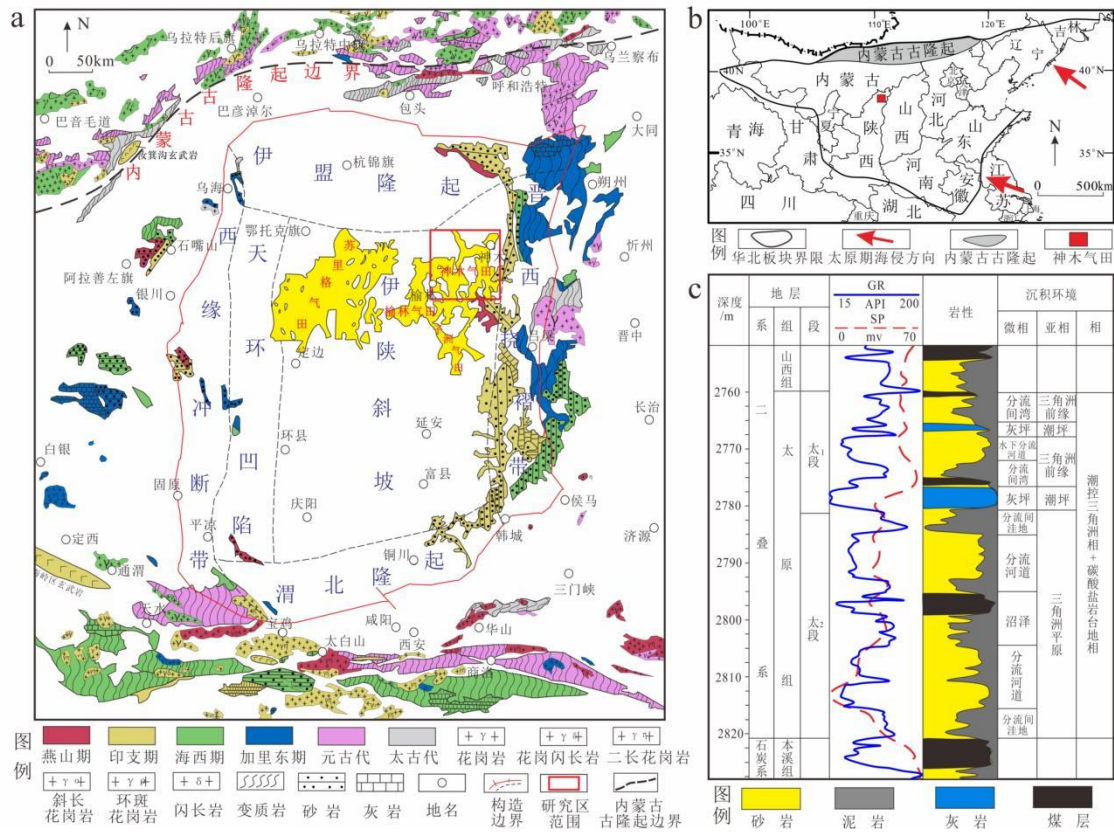 a
N
0 50km
乌拉特后旗
乌拉特中旗
乌兰察布
呼和浩特
包头
巴彦淖尔
巴音毛道
大同
内蒙古隆起边界
伊盟隆起
杭锦旗
乌海
鄂托克旗
朔州
忻州
石嘴山
阿拉善左旗
银川
神木
榆林
苏里格气田
神木气田
榆林气田
西缘冲断带
天环凹陷
伊陕斜坡
晋西挠褶带
渭北隆起
定边
吕梁
晋中
长治
延安
环县
富县
白银
固原
庆阳
平凉
侯马
韩城
济源
定西
铜川
通渭
三门峡
天水
宝鸡
咸阳
西安
华山
太白山
商洛
图例
燕山期
印支期
海西期
加里东期
元古代
太古代
花岗岩
花岗闪长岩
二长花岗岩
斜长花岗岩
环斑花岗岩
闪长岩
变质岩
砂岩
灰岩
地名
构造边界
研究区范围
内蒙古古隆起边界
b
100°E
110°E
120°E
40°N
40°N
35°N
35°N
内蒙古古隆起
吉林
辽宁
内蒙古
北京
天津
河北
山西
陕西
宁夏
甘肃
青海
山东
河南
江苏
安徽
湖北
四川
重庆
上海
N
0 500km
图例
华北板块界限
太原期海侵方向
内蒙古古隆起
神木气田
c
深度/m
地层
系
组
段
GR
15 API 200
SP
0 mv 70
岩性
沉积环境
微相
亚相
相
2760
2770
2780
2790
2800
2810
2820
二叠系
石炭系
山西组
太原组
本溪组
太1段
太2段
分流间湾
灰坪
水下分流河道
分流间湾
灰坪
分流间洼地
分流河道
沼泽
分流河道
分流间洼地
三角洲前缘
潮坪
三角洲前缘
潮坪
三角洲平原
潮控三角洲相+碳酸盐岩台地相
图例
砂岩
泥岩
灰岩
煤层